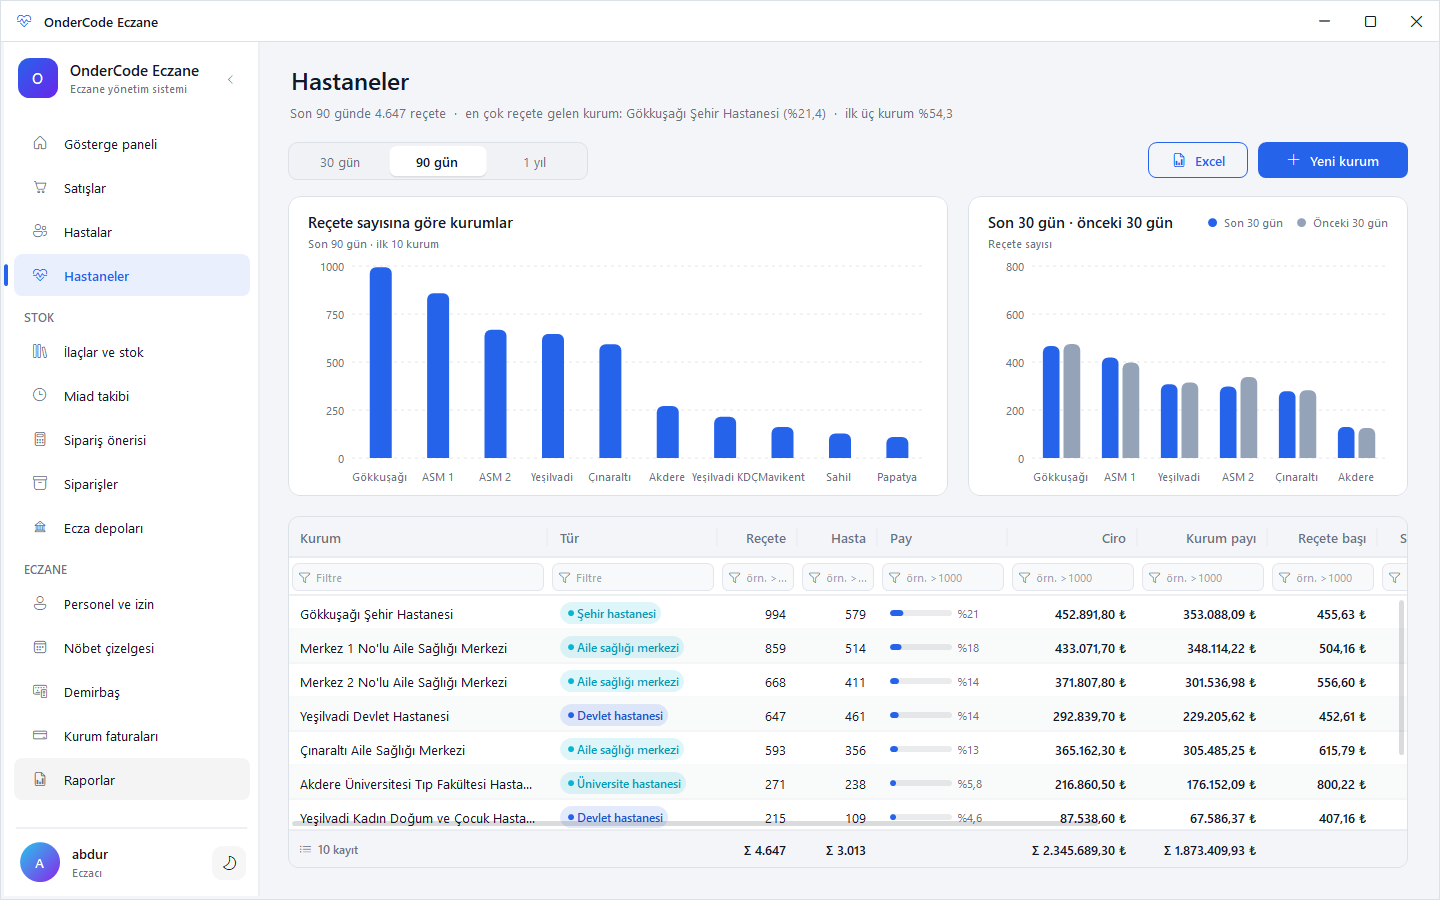 OnderCode Eczane
O
OnderCode Eczane
Eczane yönetim sistemi
Gösterge paneli
Satışlar
Hastalar
Hastaneler
STOK
İlaçlar ve stok
Miad takibi
Sipariş önerisi
Siparişler
Ecza depoları
ECZANE
Personel ve izin
Nöbet çizelgesi
Demirbaş
Kurum faturaları
Raporlar
A
abdur
Eczacı
Hastaneler
Son 90 günde 4.647 reçete · en çok reçete gelen kurum: Gökkuşağı Şehir Hastanesi (%21,4) · ilk üç kurum %54,3
30 gün 90 gün 1 yıl
Excel
Yeni kurum
Reçete sayısına göre kurumlar
Son 90 gün · ilk 10 kurum
1000
750
500
250
0
Gökkuşağı ASM 1 ASM 2 Yeşilvadi Çınaraltı Akdere Yeşilvadi KDÇ Mavikent Sahil Papatya
Son 30 gün · önceki 30 gün
Son 30 gün Önceki 30 gün
Reçete sayısı
800
600
400
200
0
Gökkuşağı ASM 1 Yeşilvadi ASM 2 Çınaraltı Akdere
Kurum Tür Reçete Hasta Pay Ciro Kurum payı Reçete başı S
Filtre Filtre örn. >... örn. >... örn. >1000 örn. >1000 örn. >1000 örn. >1000
Gökkuşağı Şehir Hastanesi Şehir hastanesi 994 579 %21 452.891,80 ₺ 353.088,09 ₺ 455,63 ₺
Merkez 1 No'lu Aile Sağlığı Merkezi Aile sağlığı merkezi 859 514 %18 433.071,70 ₺ 348.114,22 ₺ 504,16 ₺
Merkez 2 No'lu Aile Sağlığı Merkezi Aile sağlığı merkezi 668 411 %14 371.807,80 ₺ 301.536,98 ₺ 556,60 ₺
Yeşilvadi Devlet Hastanesi Devlet hastanesi 647 461 %14 292.839,70 ₺ 229.205,62 ₺ 452,61 ₺
Çınaraltı Aile Sağlığı Merkezi Aile sağlığı merkezi 593 356 %13 365.162,30 ₺ 305.485,25 ₺ 615,79 ₺
Akdere Üniversitesi Tıp Fakültesi Hasta... Üniversite hastanesi 271 238 %5,8 216.860,50 ₺ 176.152,09 ₺ 800,22 ₺
Yeşilvadi Kadın Doğum ve Çocuk Hasta... Devlet hastanesi 215 109 %4,6 87.538,60 ₺ 67.586,37 ₺ 407,16 ₺
10 kayıt Σ 4.647 Σ 3.013 Σ 2.345.689,30 ₺ Σ 1.873.409,93 ₺